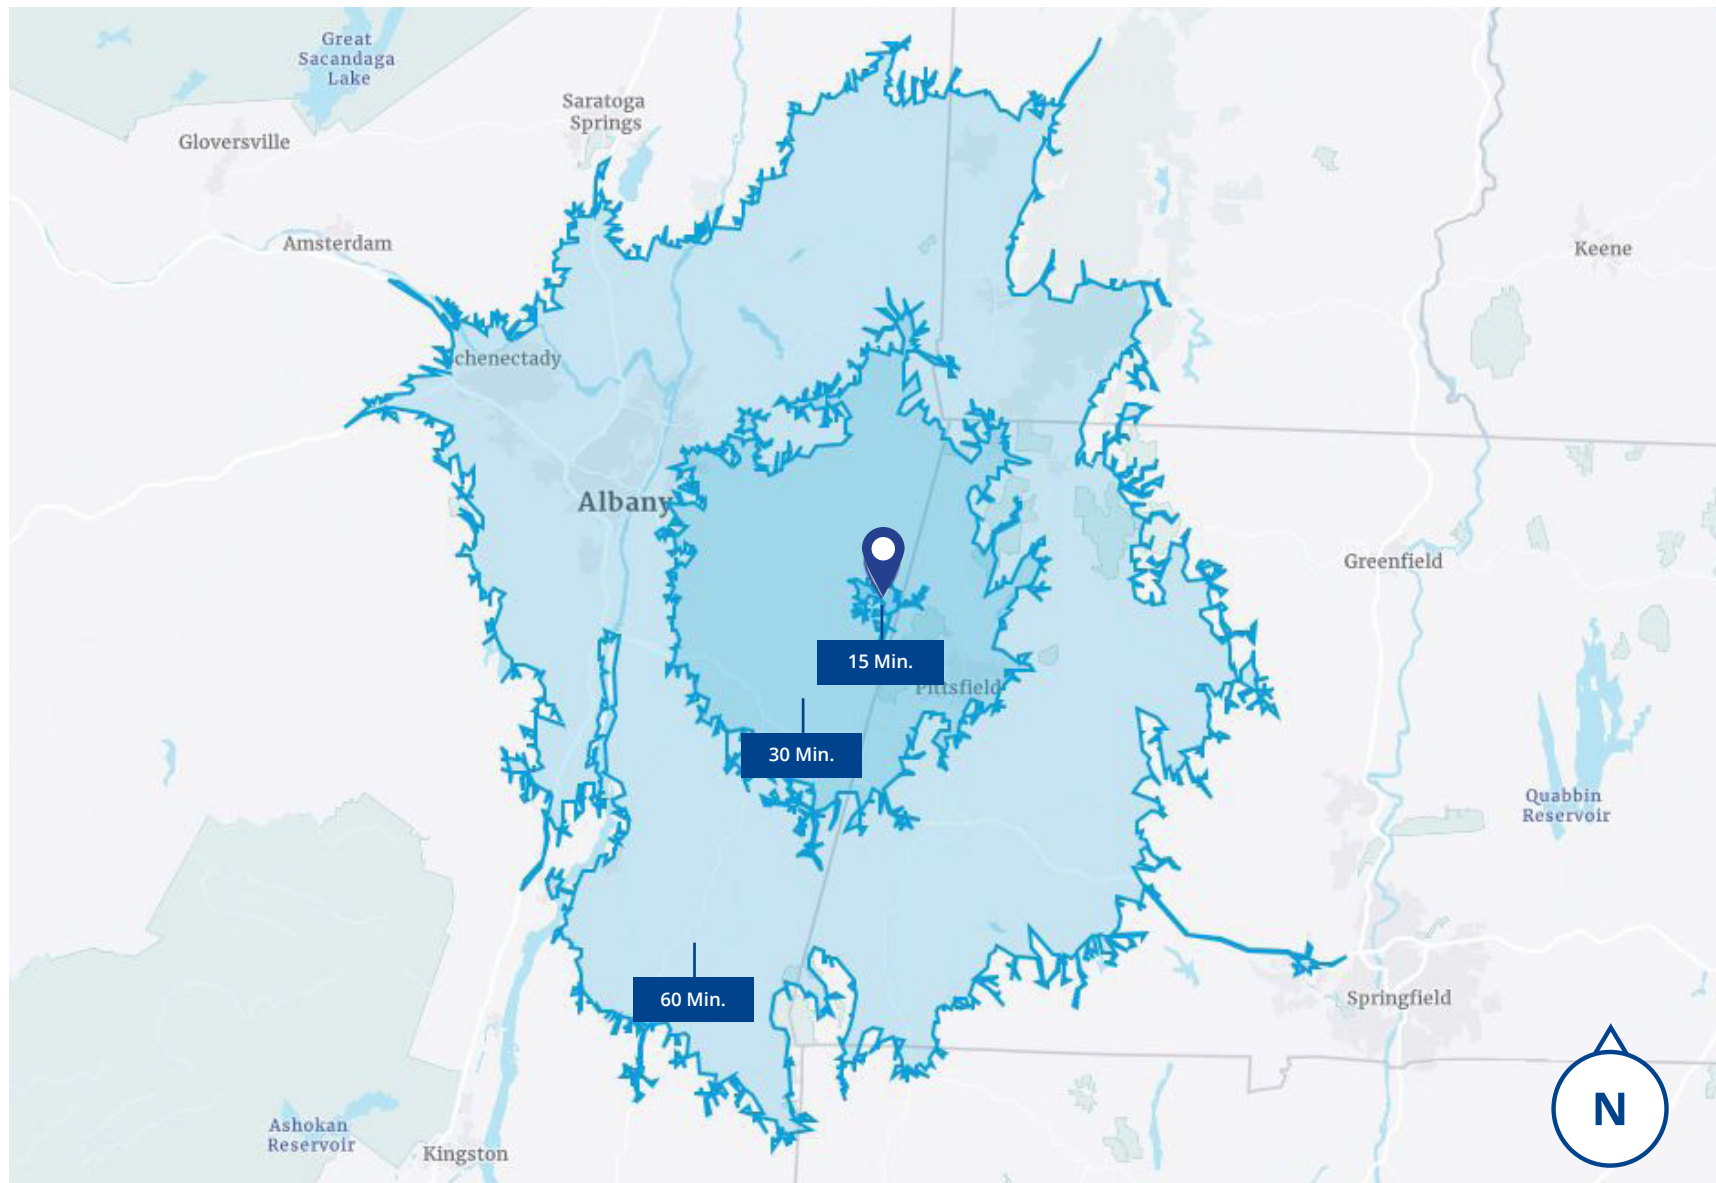 Great
Sacandaga
Lake
Saratoga
Springs
Gloversville
Amsterdam
Keene
chenectady
Albany
Greenfield
15 Min.
Pittsfield
30 Min.
Quabbin
Reservoir
60 Min.
Springfield
N
Ashokan
Reservoir
Kingston